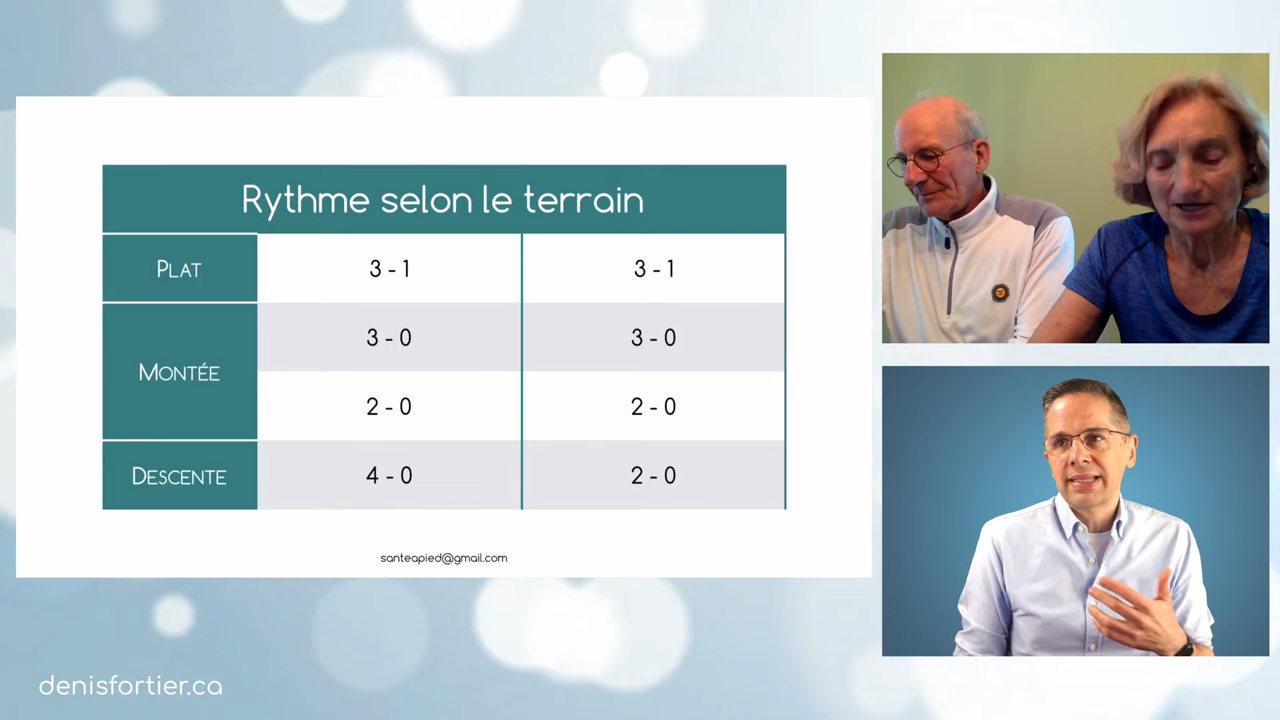 Rythme selon le terrain
PLAT 3 - 1 3 - 1
MONTÉE 3 - 0 3 - 0
2 - 0 2 - 0
DESCENTE 4 - 0 2 - 0
santeapied@gmail.com
denisfortier.ca